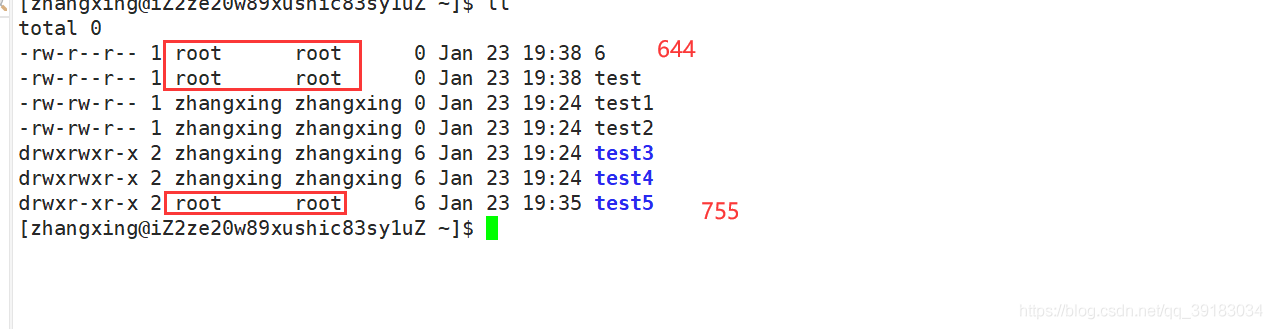 [zhangxing@iZ2ze20w89xushic83sy1uZ ~]$ ll
total 0
-rw-r--r-- 1 root      root      0 Jan 23 19:38 6 644
-rw-r--r-- 1 root      root      0 Jan 23 19:38 test
-rw-rw-r-- 1 zhangxing zhangxing 0 Jan 23 19:24 test1
-rw-rw-r-- 1 zhangxing zhangxing 0 Jan 23 19:24 test2
drwxrwxr-x 2 zhangxing zhangxing 6 Jan 23 19:24 test3
drwxrwxr-x 2 zhangxing zhangxing 6 Jan 23 19:24 test4
drwxr-xr-x 2 root      root      6 Jan 23 19:35 test5 755
[zhangxing@iZ2ze20w89xushic83sy1uZ ~]$
https://blog.csdn.net/qq_39183034